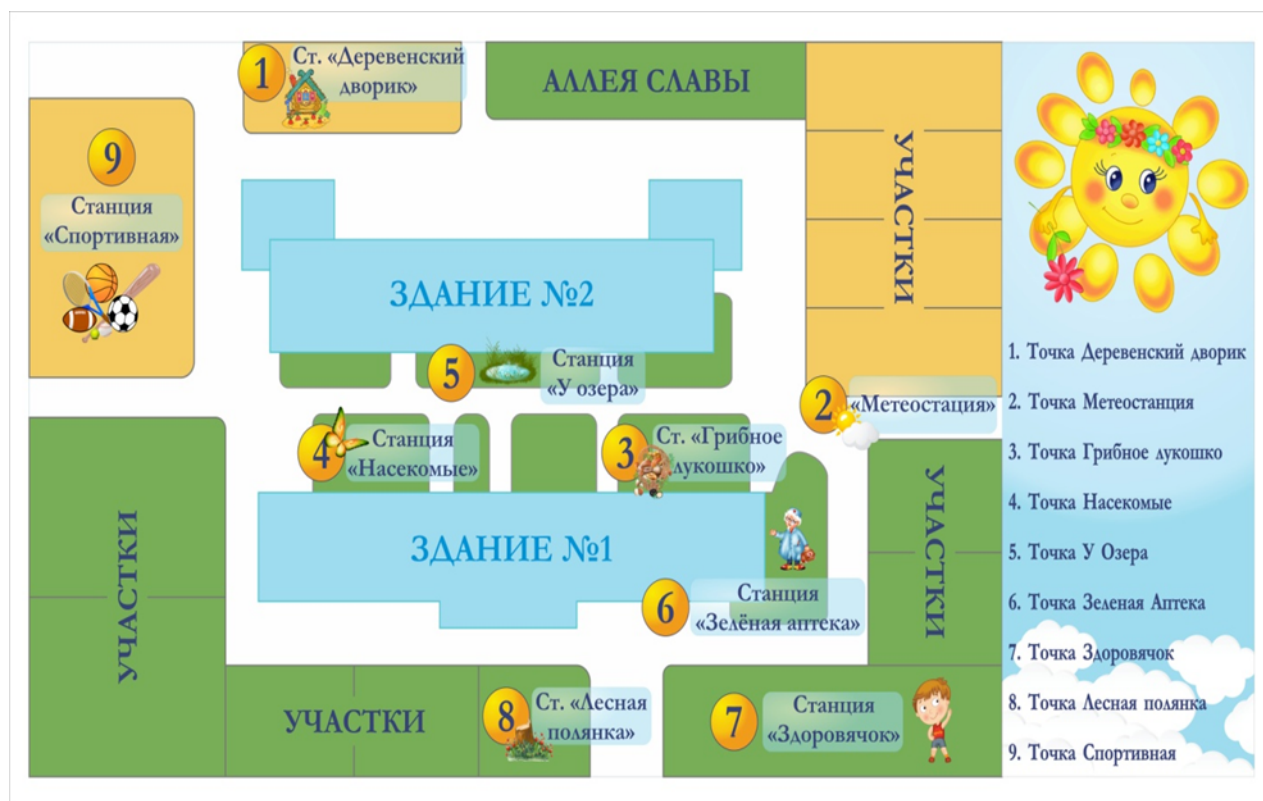 1
Ст. «Деревенский
дворик»
АЛЛЕЯ СЛАВЫ
9
Станция
«Спортивная»
УЧАСТКИ
ЗДАНИЕ №2
5
Станция
«У озера»
2
«Метеостация»
4
Станция
«Насекомые»
3
Ст. «Грибное
лукошко»
УЧАСТКИ
УЧАСТКИ
ЗДАНИЕ №1
6
Станция
«Зелёная аптека»
УЧАСТКИ
8
Ст. «Лесная
полянка»
7
Станция
«Здоровячок»
1. Точка Деревенский дворик
2. Точка Метеостанция
3. Точка Грибное лукошко
4. Точка Насекомые
5. Точка У Озера
6. Точка Зеленая Аптека
7. Точка Здоровячок
8. Точка Лесная полянка
9. Точка Спортивная